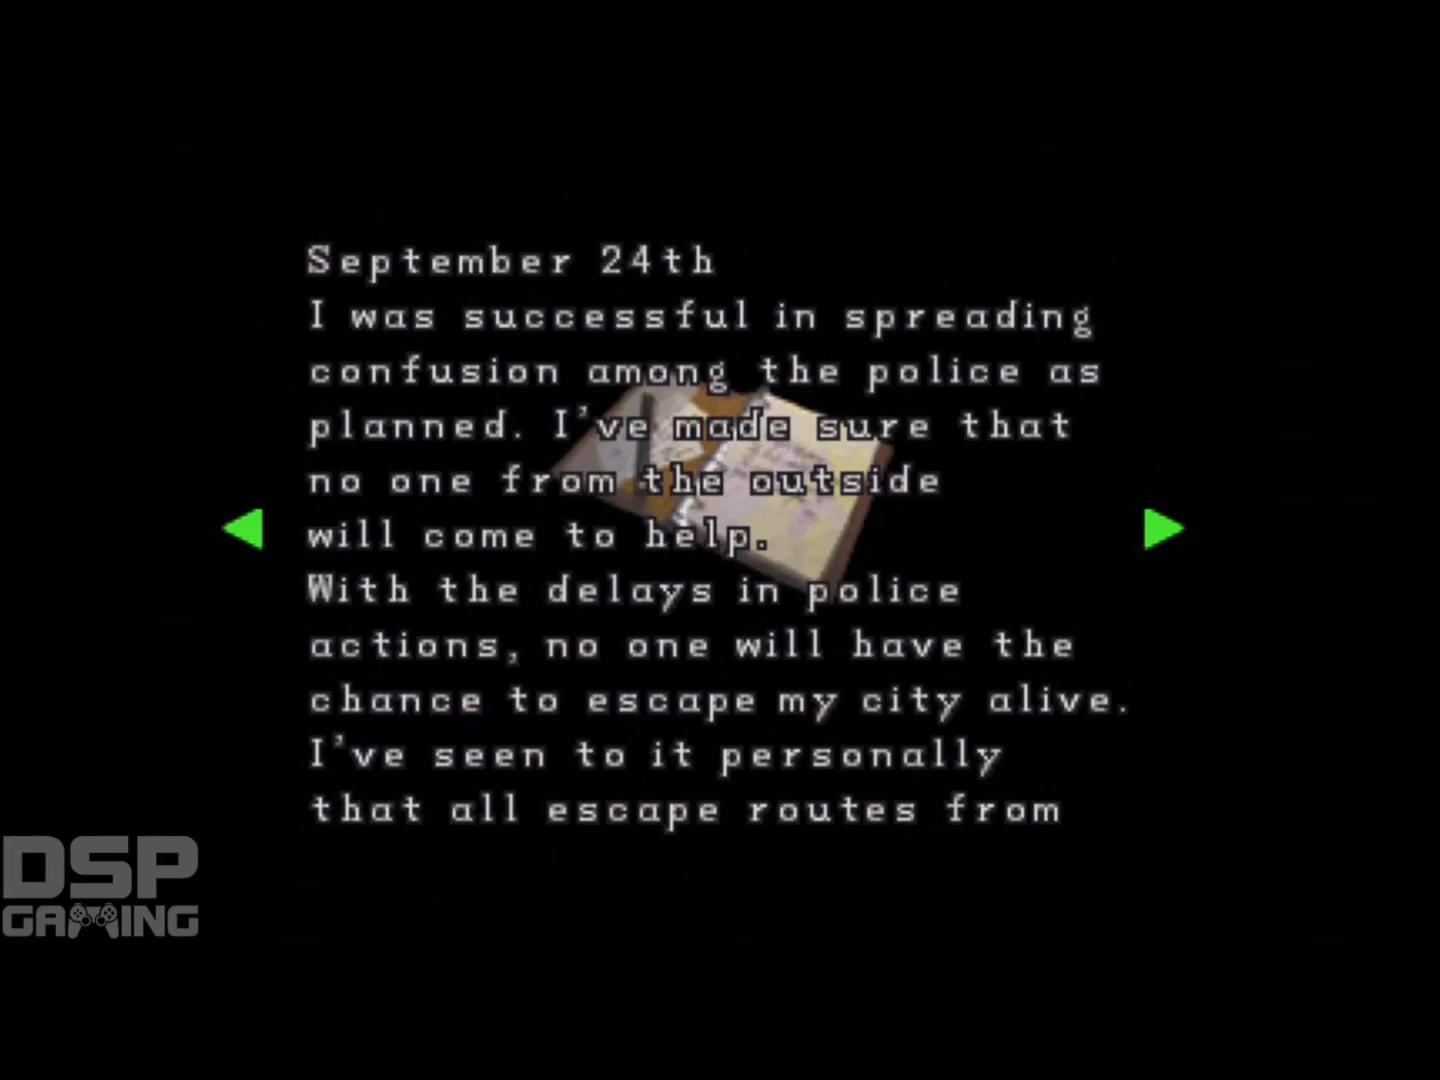 September 24th
I was successful in spreading
confusion among the police as
planned. I've made sure that
no one from the outside
will come to help.
With the delays in police
actions, no one will have the
chance to escape my city alive.
I've seen to it personally
that all escape routes from
DSP
GAMING